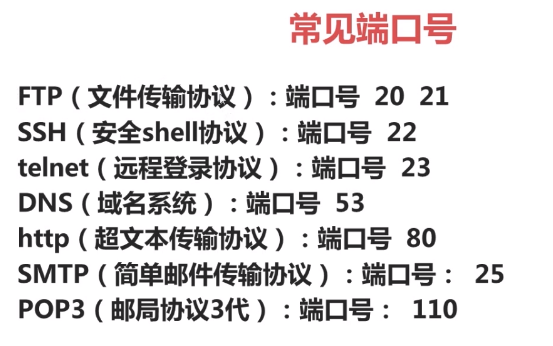 常见端口号
FTP（文件传输协议）：端口号 20 21
SSH（安全shell协议）：端口号 22
telnet（远程登录协议）：端口号 23
DNS（域名系统）：端口号 53
http（超文本传输协议）：端口号 80
SMTP（简单邮件传输协议）：端口号： 25
POP3（邮局协议3代）：端口号： 110